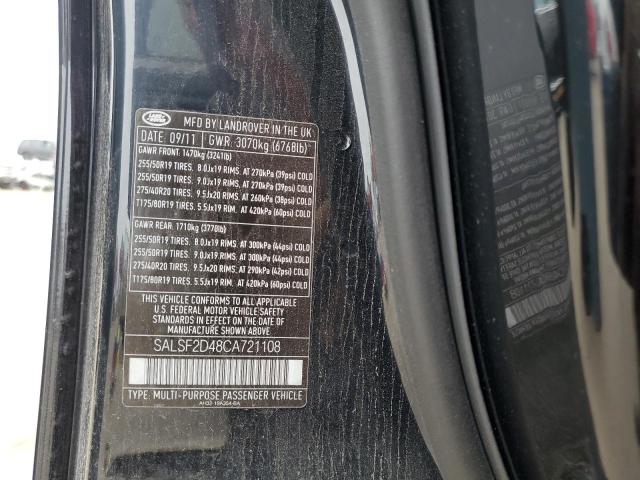 LAND ROVER
MFD BY LANDROVER IN THE UK
DATE: 09/11 GWR: 3070kg (6768lb)
GAWR FRONT: 1470kg (3241lb)
255/50R19 TIRES. 8.0Jx19 RIMS. AT 270kPa (39psi) COLD
255/50R19 TIRES. 9.0Jx19 RIMS. AT 270kPa (39psi) COLD
275/40R20 TIRES. 9.5Jx20 RIMS. AT 260kPa (38psi) COLD
T175/80R19 TIRES. 5.5Jx19 RIM. AT 420kPa (60psi) COLD
GAWR REAR: 1710kg (3770lb)
255/50R19 TIRES. 8.0Jx19 RIMS. AT 300kPa (44psi) COLD
255/50R19 TIRES. 9.0Jx19 RIMS. AT 300kPa (44psi) COLD
275/40R20 TIRES. 9.5Jx20 RIMS. AT 290kPa (42psi) COLD
T175/80R19 TIRES. 5.5Jx19 RIM. AT 420kPa (60psi) COLD
THIS VEHICLE CONFORMS TO ALL APPLICABLE
U.S. FEDERAL MOTOR VEHICLE SAFETY
STANDARDS IN EFFECT ON THE DATE OF
MANUFACTURE SHOWN ABOVE
SALSF2D48CA721108
TYPE: MULTI-PURPOSE PASSENGER VEHICLE